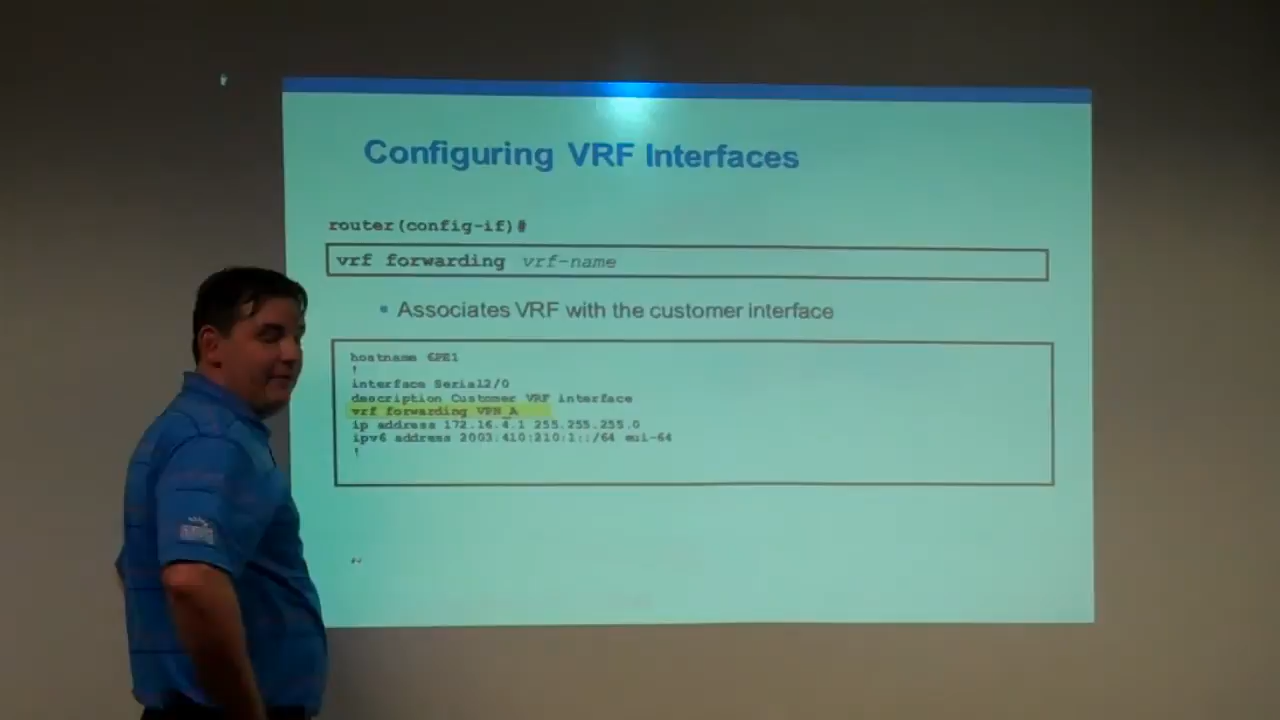 Configuring VRF Interfaces
router(config-if)#
vrf forwarding vrf-name
▪ Associates VRF with the customer interface
hostname 6PE1
!
interface Serial2/0
description Customer VRF interface
vrf forwarding VPN_A
ip address 172.16.4.1 255.255.255.0
ipv6 address 2003:410:210:1::/64 eui-64
!